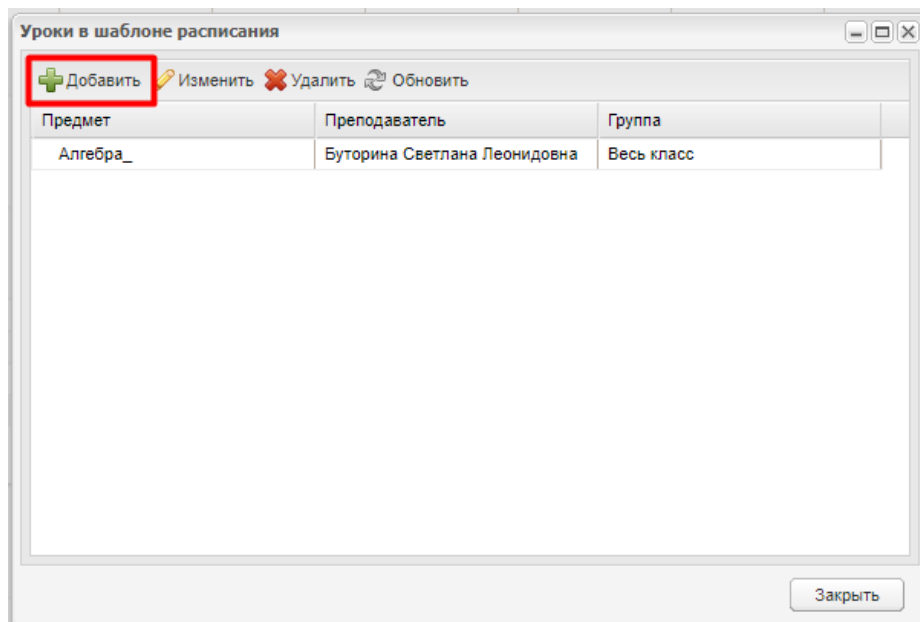 Уроки в шаблоне расписания
Добавить Изменить Удалить Обновить
Предмет Преподаватель Группа
Алгебра_ Буторина Светлана Леонидовна Весь класс
Закрыть